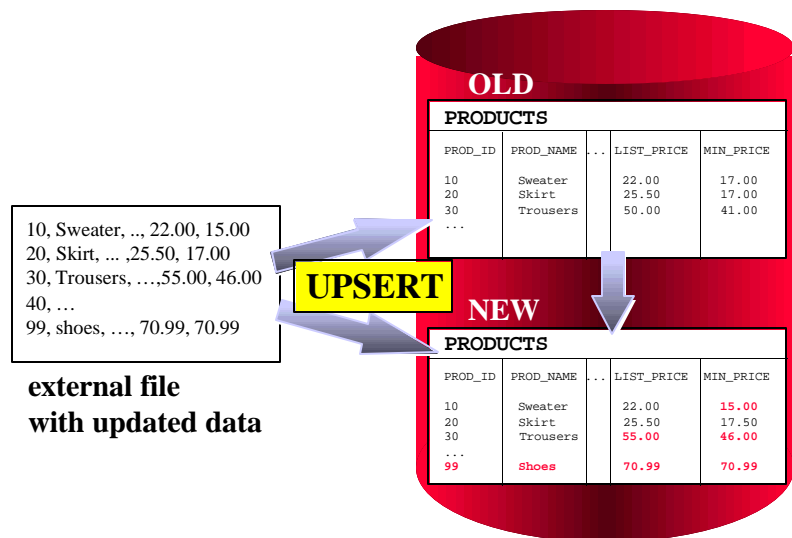 OLD
PRODUCTS
PROD_ID PROD_NAME ... LIST_PRICE MIN_PRICE
10 Sweater 22.00 17.00
20 Skirt 25.50 17.00
30 Trousers 50.00 41.00
...
10, Sweater, .., 22.00, 15.00
20, Skirt, ... ,25.50, 17.00
30, Trousers, …,55.00, 46.00
40, …
99, shoes, …, 70.99, 70.99
external file
with updated data
UPSERT
NEW
PRODUCTS
PROD_ID PROD_NAME ... LIST_PRICE MIN_PRICE
10 Sweater 22.00 15.00
20 Skirt 25.50 17.50
30 Trousers 55.00 46.00
...
99 Shoes 70.99 70.99